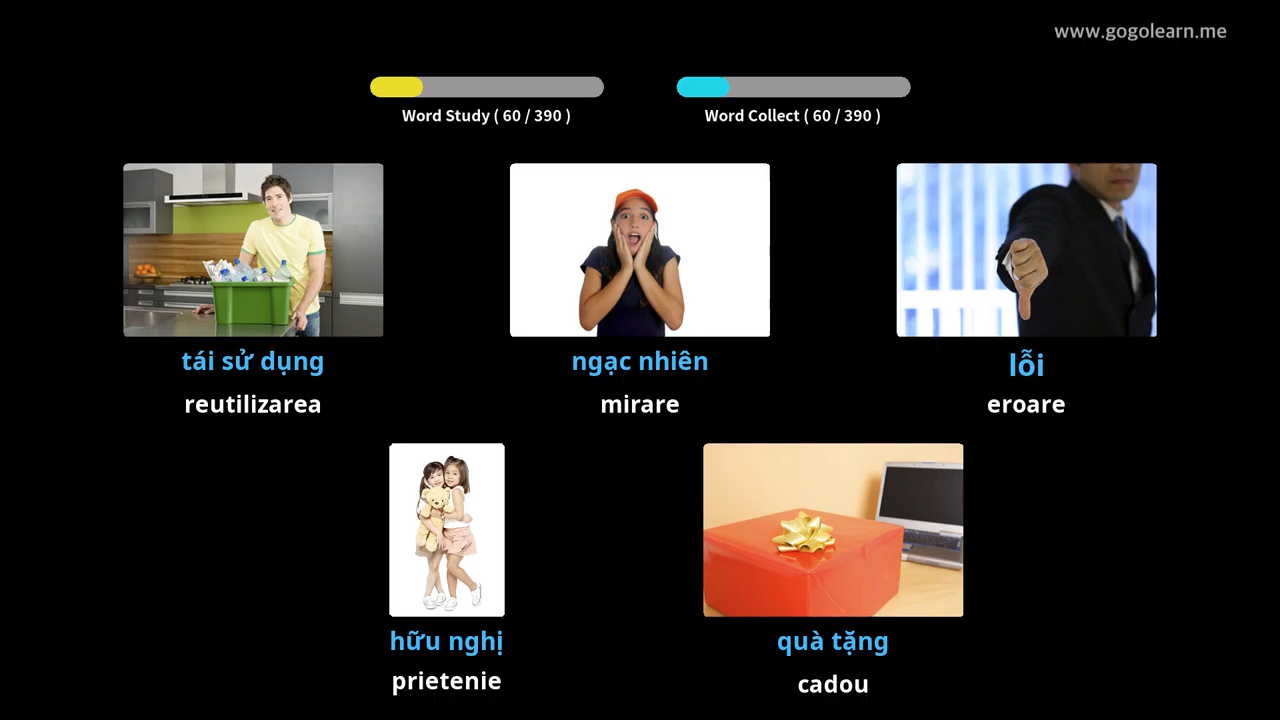 www.gogolearn.me
Word Study ( 60 / 390 )
Word Collect ( 60 / 390 )
tái sử dụng
reutilizarea
ngạc nhiên
mirare
lỗi
eroare
hữu nghị
prietenie
quà tặng
cadou